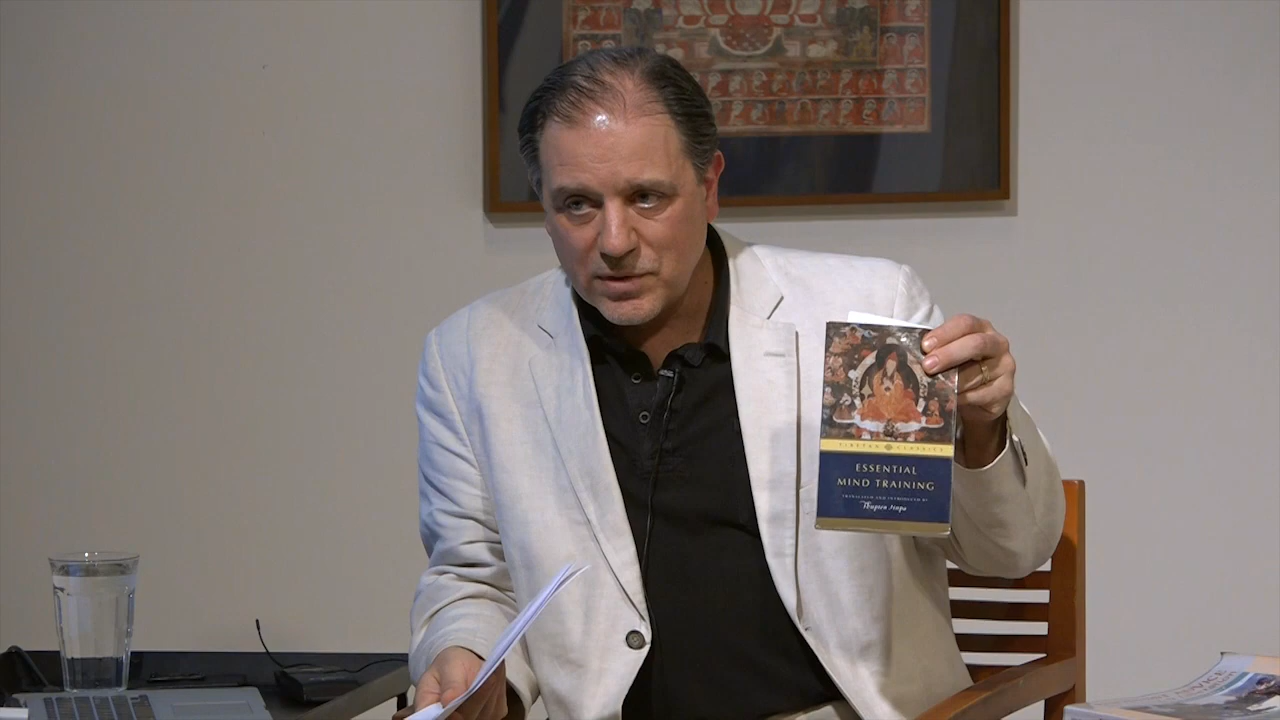 TIBETAN CLASSICS
ESSENTIAL
MIND TRAINING
TRANSLATED AND INTRODUCED BY
Thupten Jinpa